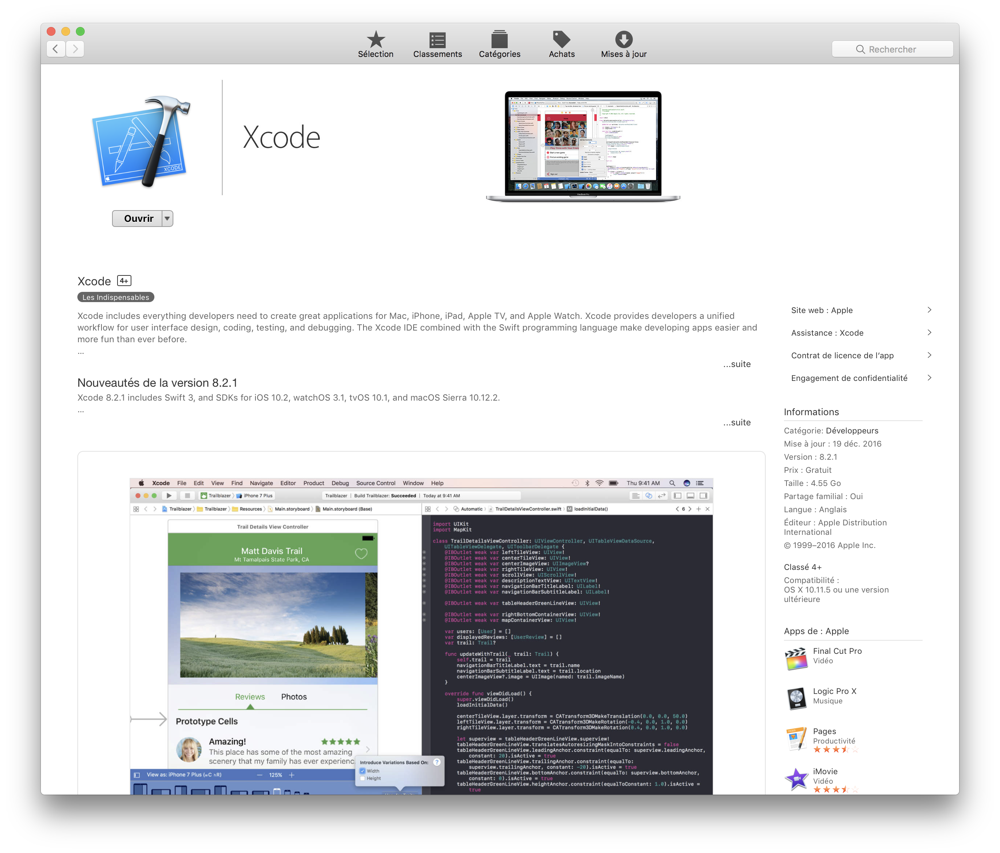 Sélection
Classements
Catégories
Achats
Mises à jour
Rechercher
XCODE
Xcode
MacBook Pro
Play Trivia with Your Frien
Start a new game
Find an existing game
Sign out
Ouvrir
Xcode 4+
Les Indispensables
Xcode includes everything developers need to create great applications for Mac, iPhone, iPad, Apple TV, and Apple Watch. Xcode provides developers a unified
workflow for user interface design, coding, testing, and debugging. The Xcode IDE combined with the Swift programming language make developing apps easier and
more fun than ever before.
...
...suite
Nouveautés de la version 8.2.1
Xcode 8.2.1 includes Swift 3, and SDKs for iOS 10.2, watchOS 3.1, tvOS 10.1, and macOS Sierra 10.12.2.
...
...suite
Xcode File Edit View Find Navigate Editor Product Debug Source Control Window Help Thu 9:41 AM
Trailblazer iPhone 7 Plus Trailblazer | Build Trailblazer: Succeeded | Today at 9:41 AM
Trailblazer Trailblazer Resources Main.storyboard Main.storyboard (Base)
Automatic TrailDetailsViewController.swift M loadInitialData() 6
Trail Details View Controller
Matt Davis Trail
Mt Tamalpais State Park, CA
Reviews Photos
Prototype Cells
Amazing!
This place has some of the most amazing
scenery that my family has ever experienc
Introduce Variations Based On: ?
Width
Height
View as: iPhone 7 Plus (wC hR) — 125% +
import UIKit
import MapKit
class TrailDetailsViewController: UIViewController, UITableViewDataSource,
UITableViewDelegate, UIToolbarDelegate {
@IBOutlet weak var leftTileView: UIView!
@IBOutlet weak var centerTileView: UIView!
@IBOutlet weak var centerImageView: UIImageView?
@IBOutlet weak var rightTileView: UIView!
@IBOutlet weak var scrollView: UIScrollView!
@IBOutlet weak var descriptionTextView: UITextView!
@IBOutlet weak var navigationBarTitleLabel: UILabel!
@IBOutlet weak var navigationBarSubtitleLabel: UILabel!
@IBOutlet weak var tableHeaderGreenLineView: UIView!
@IBOutlet weak var rightBottomContainerView: UIView!
@IBOutlet weak var mapContainerView: UIView!
var users: [User] = []
var displayedReviews: [UserReview] = []
var trail: Trail?
func updateWithTrail(_ trail: Trail) {
self.trail = trail
navigationBarTitleLabel.text = trail.name
navigationBarSubtitleLabel.text = trail.location
centerImageView?.image = UIImage(named: trail.imageName)
}
override func viewDidLoad() {
super.viewDidLoad()
loadInitialData()
centerTileView.layer.transform = CATransform3DMakeTranslation(0.0, 0.0, 50.0)
leftTileView.layer.transform = CATransform3DMakeRotation(-0.4, 0.0, 1.0, 0.0)
rightTileView.layer.transform = CATransform3DMakeRotation(0.4, 0.0, 1.0, 0.0)
let superview = tableHeaderGreenLineView.superview!
tableHeaderGreenLineView.translatesAutoresizingMaskIntoConstraints = false
tableHeaderGreenLineView.leadingAnchor.constraint(equalTo: superview.leadingAnchor,
constant: 20).isActive = true
tableHeaderGreenLineView.trailingAnchor.constraint(equalTo:
superview.trailingAnchor, constant: -20).isActive = true
tableHeaderGreenLineView.bottomAnchor.constraint(equalTo: superview.bottomAnchor,
constant: 0).isActive = true
tableHeaderGreenLineView.heightAnchor.constraint(equalToConstant: 1.0).isActive =
true
Site web : Apple
Assistance : Xcode
Contrat de licence de l’app
Engagement de confidentialité
Informations
Catégorie: Développeurs
Mise à jour : 19 déc. 2016
Version : 8.2.1
Prix : Gratuit
Taille : 4.55 Go
Partage familial : Oui
Langue : Anglais
Éditeur : Apple Distribution
International
© 1999–2016 Apple Inc.
Classé 4+
Compatibilité :
OS X 10.11.5 ou une version
ultérieure
Apps de : Apple
Final Cut Pro
Vidéo
Logic Pro X
Musique
Pages
Productivité
iMovie
Vidéo